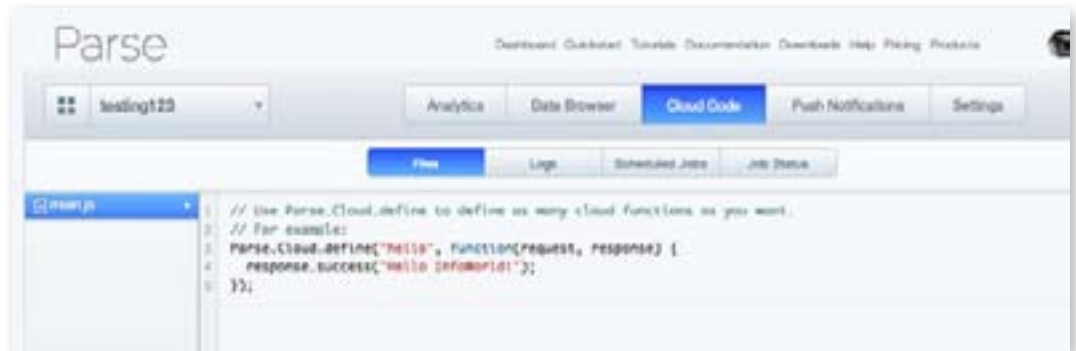 Parse
Dashboard Quickstart Tutorials Documentation Downloads Help Pricing Products
testing123
Analytics Data Browser Cloud Code Push Notifications Settings
Files Logs Scheduled Jobs Job Status
main.js
1 // Use Parse.Cloud.define to define as many cloud functions as you want.
2 // For example:
3 Parse.Cloud.define("hello", function(request, response) {
4 response.success("Hello InfoWorld!");
5 });